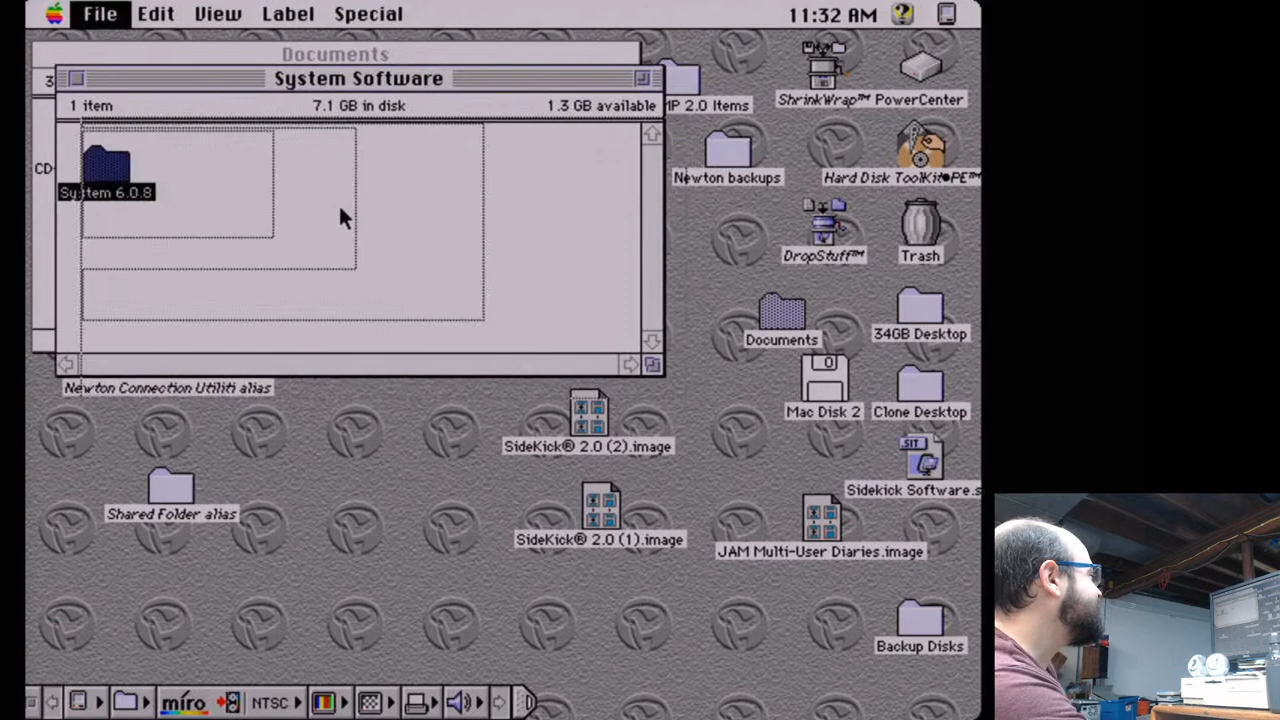 File Edit View Label Special 11:32 AM
Documents
System Software
1 item 7.1 GB in disk 1.3 GB available
MP 2.0 Items
ShrinkWrap™ PowerCenter
CD
System 6.0.8
Newton backups
Hard Disk ToolKit•PE™
DropStuff™
Trash
Documents
34GB Desktop
Newton Connection Utiliti alias
Mac Disk 2
Clone Desktop
SideKick® 2.0 (2).image
Sidekick Software.s
Shared Folder alias
SideKick® 2.0 (1).image
JAM Multi-User Diaries.image
Backup Disks
miro NTSC